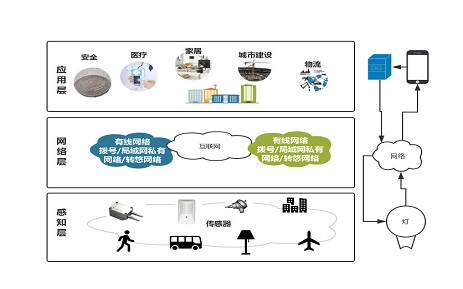 应用层
安全
医疗
家居
城市建设
物流
网络层
有线网络
拨号/局域网私有
网络/转悠网络
互联网
有线网络
拨号/局域网私有
网络/转悠网络
感知层
传感器
网络
灯